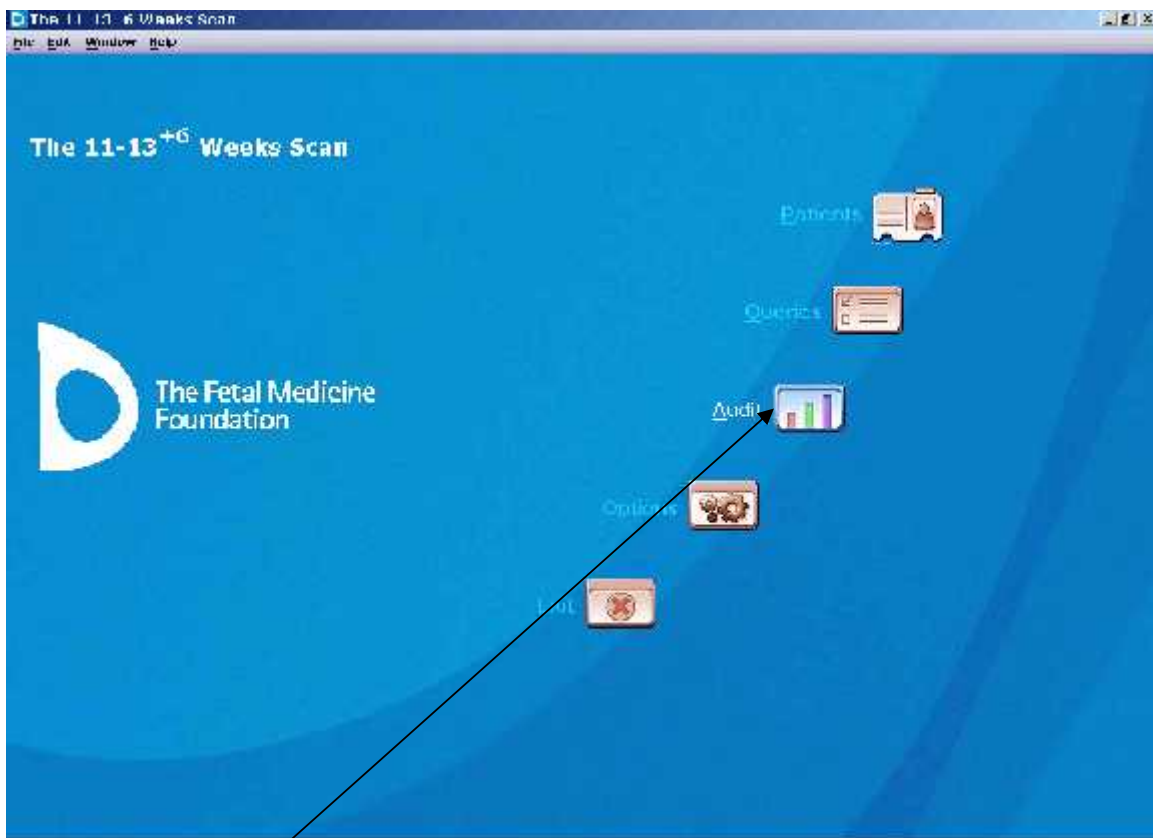 The 11-13+6 Weeks Scan
File Edit Window Help
The 11-13+6 Weeks Scan
Patients
Queries
The Fetal Medicine
Foundation
Audit
Options
Exit